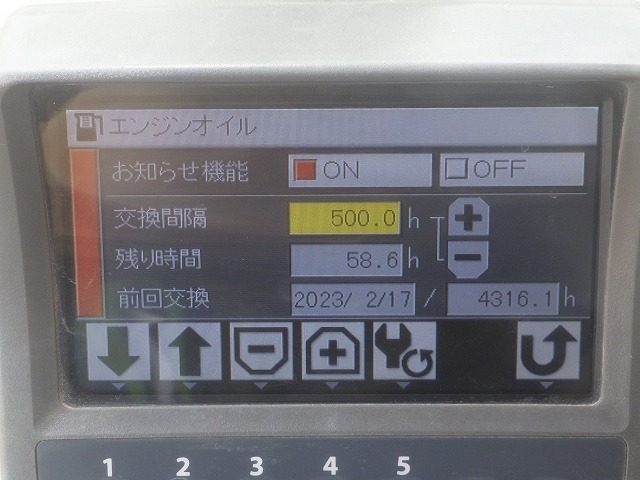 エンジンオイル
お知らせ機能 ON OFF
交換間隔 500.0 h
残り時間 58.6 h
前回交換 2023/ 2/17 / 4316.1 h
1 2 3 4 5